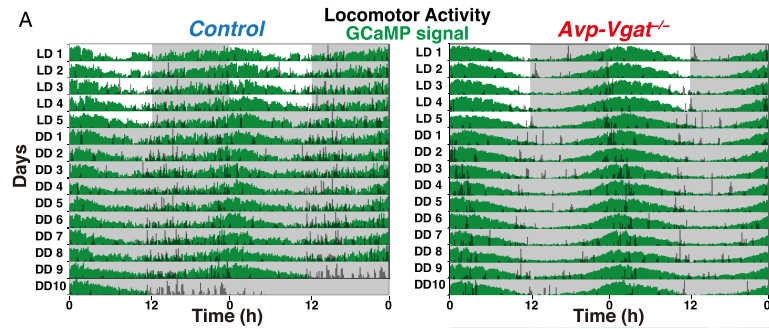 A
Locomotor Activity
Control
GCaMP signal
Avp-Vgat–/–
Days
LD 1
LD 2
LD 3
LD 4
LD 5
DD 1
DD 2
DD 3
DD 4
DD 5
DD 6
DD 7
DD 8
DD 9
DD10
0 12 0 12 0
Time (h)
LD 1
LD 2
LD 3
LD 4
LD 5
DD 1
DD 2
DD 3
DD 4
DD 5
DD 6
DD 7
DD 8
DD 9
DD10
0 12 0 12 0
Time (h)